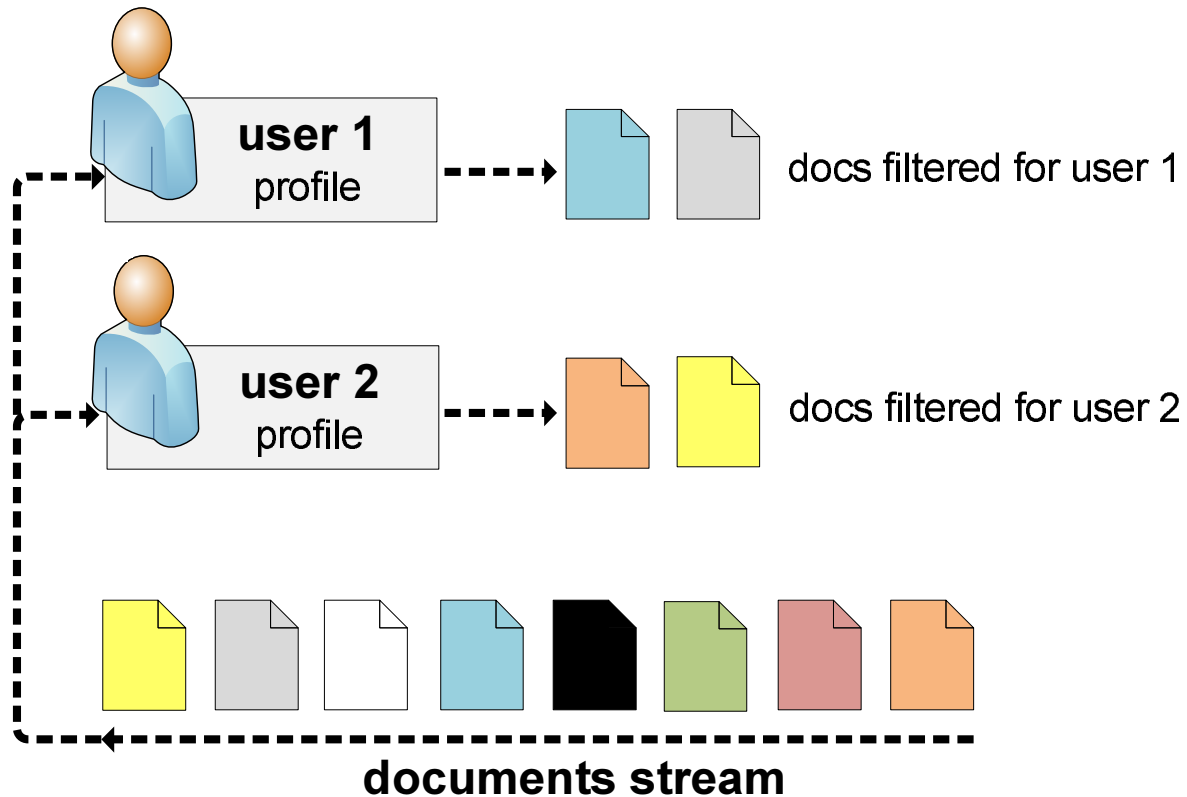 user 1
profile
docs filtered for user 1
user 2
profile
docs filtered for user 2
documents stream